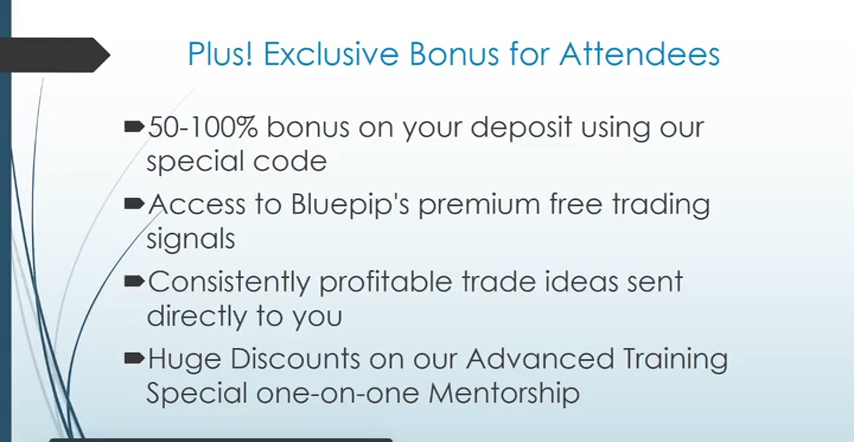 Plus! Exclusive Bonus for Attendees
50-100% bonus on your deposit using our
special code
Access to Bluepip's premium free trading
signals
Consistently profitable trade ideas sent
directly to you
Huge Discounts on our Advanced Training
Special one-on-one Mentorship